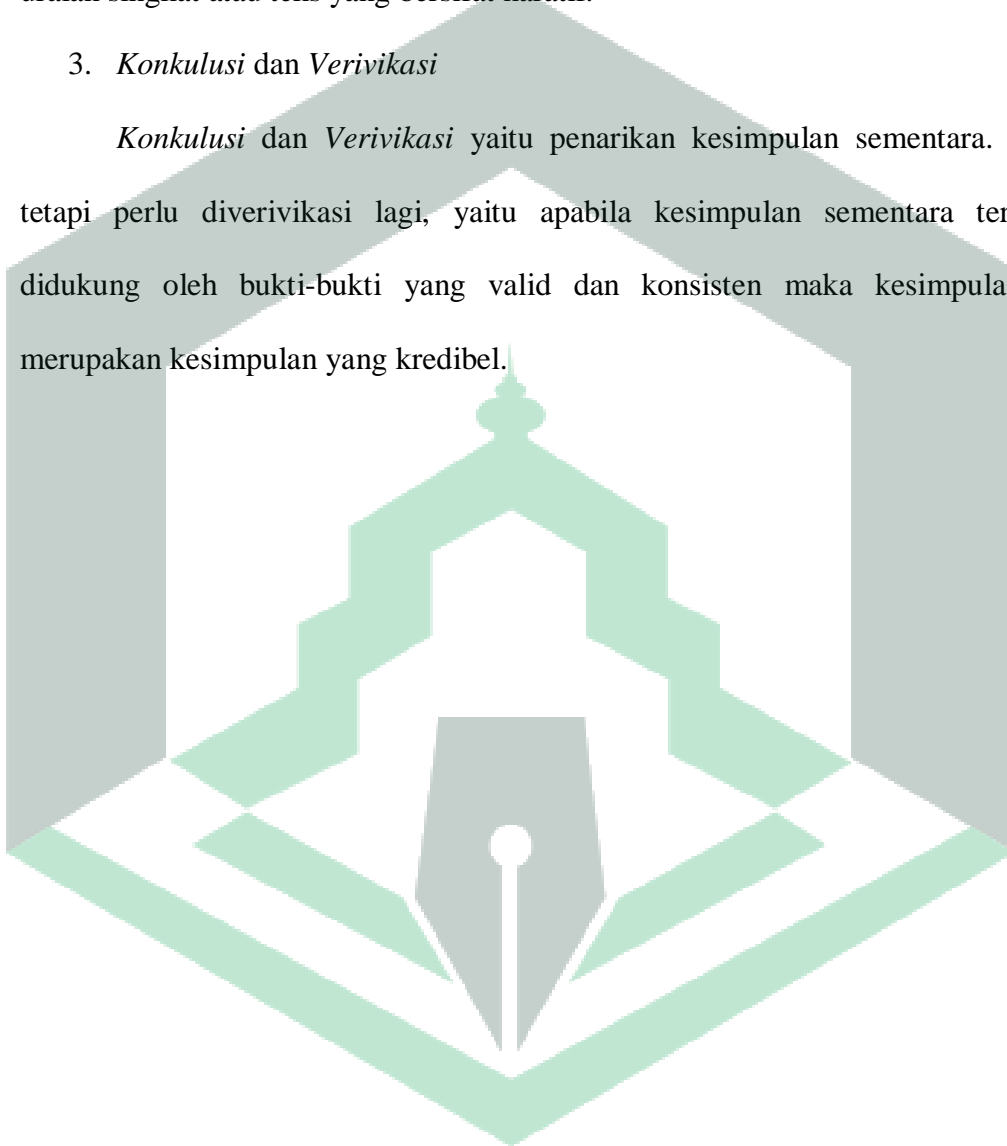 3. Konkulusi dan Verivikasi
Konkulusi dan Verivikasi yaitu penarikan kesimpulan sementara.
tetapi perlu diverivikasi lagi, yaitu apabila kesimpulan sementara
didukung oleh bukti-bukti yang valid dan konsisten maka
merupakan kesimpulan yang kredibel.